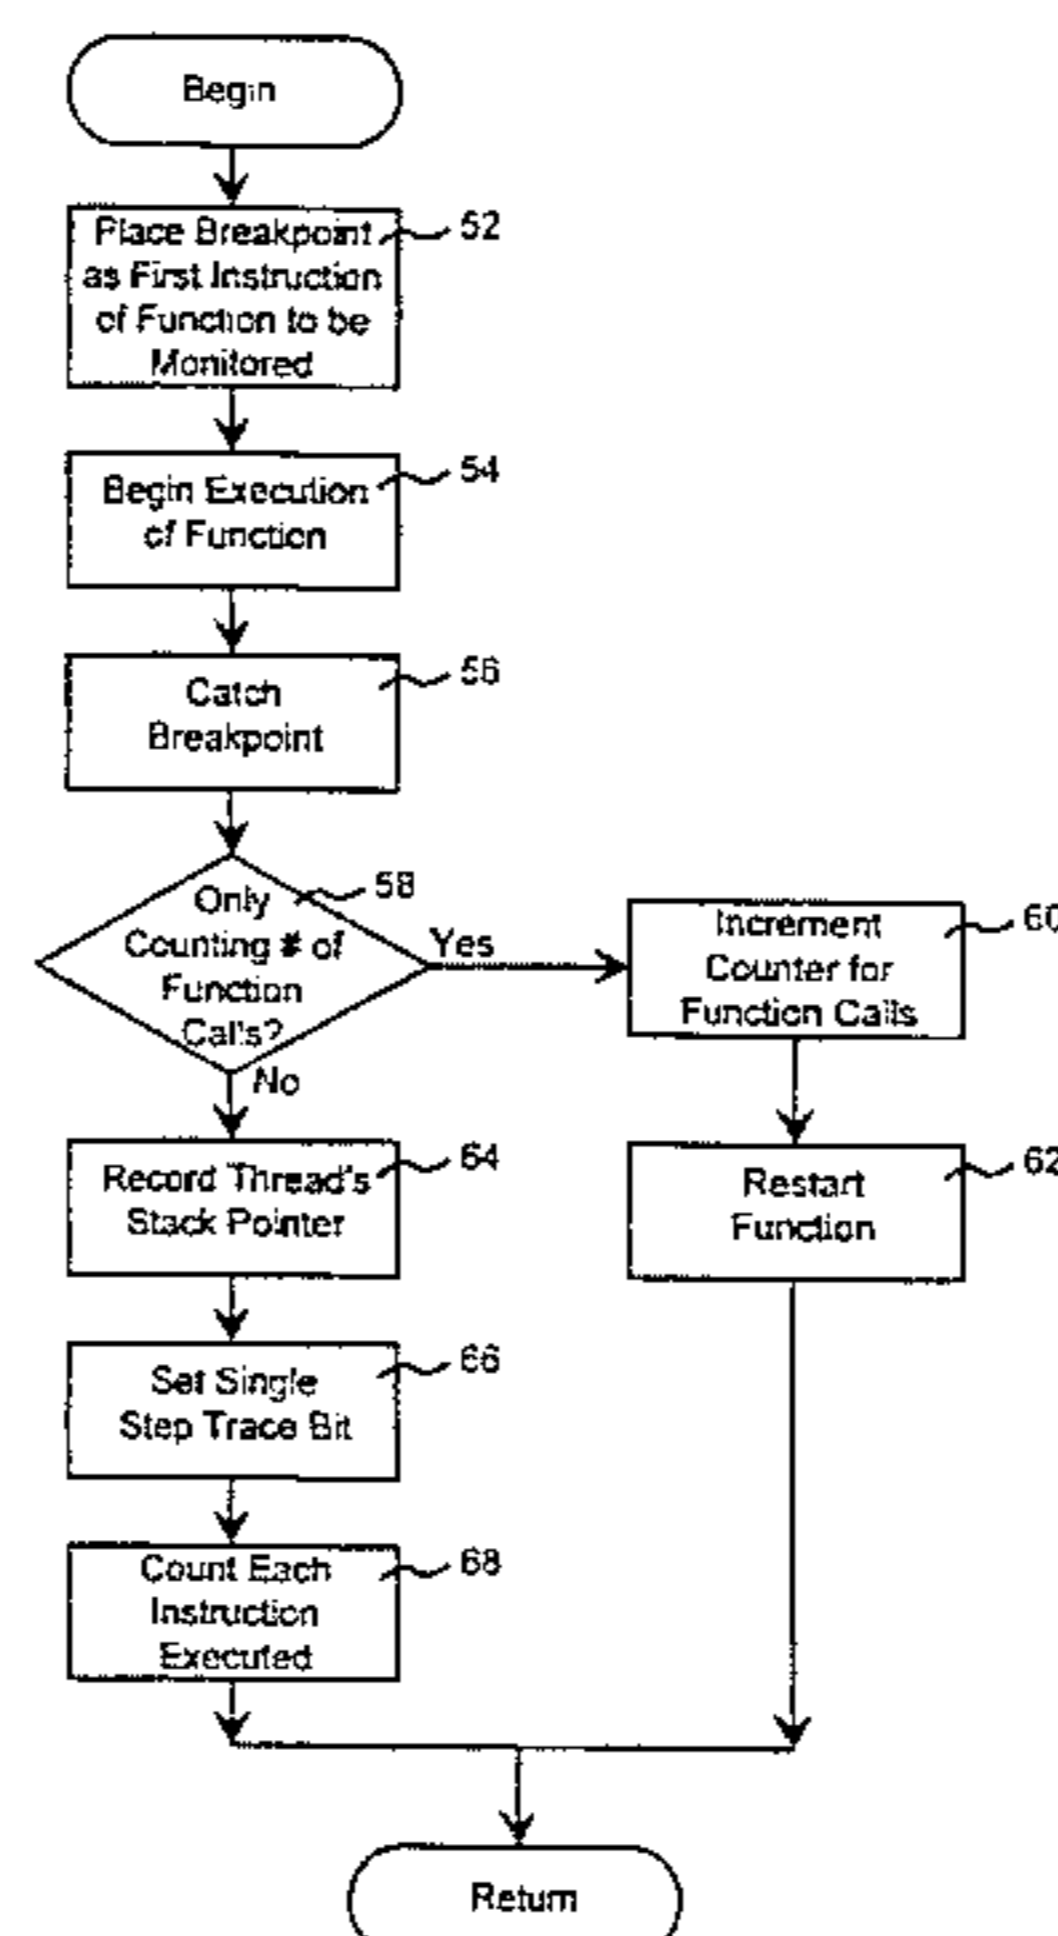 Begin
Place Breakpoint
as First Instruction
of Function to be
Monitored
52
Begin Execution
of Function
54
Catch
Breakpoint
56
Only
Counting # of
Function
Calls?
58
Yes
No
Increment
Counter for
Function Calls
60
Restart
Function
62
Record Thread's
Stack Pointer
64
Set Single
Step Trace Bit
66
Count Each
Instruction
Executed
68
Return